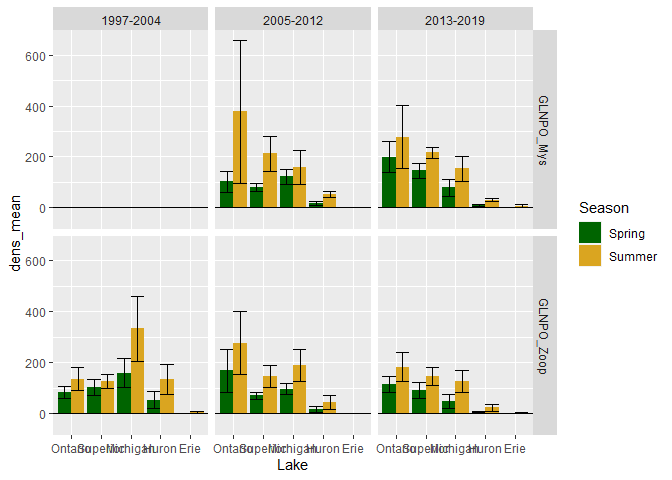 1997-2004 2005-2012 2013-2019
600
400
200
0
GLNPO_Mys
600
400
200
0
GLNPO_Zoop
dens_mean
Ontario Superior Michigan Huron Erie Ontario Superior Michigan Huron Erie Ontario Superior Michigan Huron Erie
Lake
Season
Spring
Summer